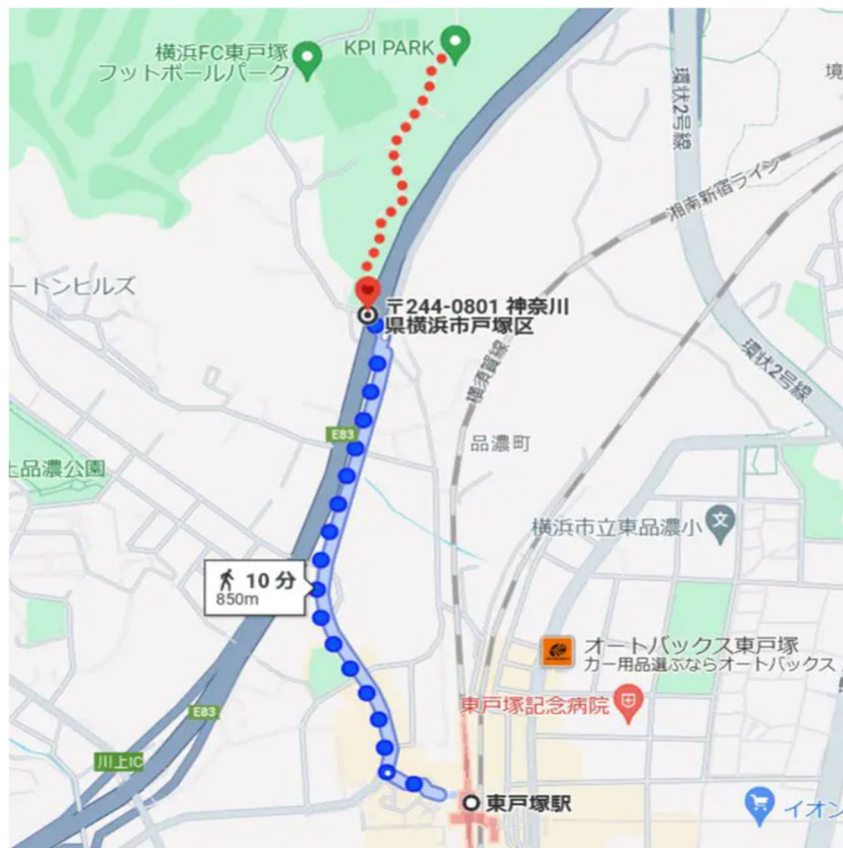 横浜FC東戸塚
フットボールパーク
KPI PARK
環状2号線
境
湘南新宿ライン
ートンヒルズ
〒244-0801 神奈川
県横浜市戸塚区
横須賀線
環状2号線
E83
品濃町
上品濃公園
横浜市立東品濃小
文
10 分
850m
オートバックス東戸塚
カー用品選ぶならオートバックス
東戸塚記念病院
E83
川上IC
東戸塚駅
イオン